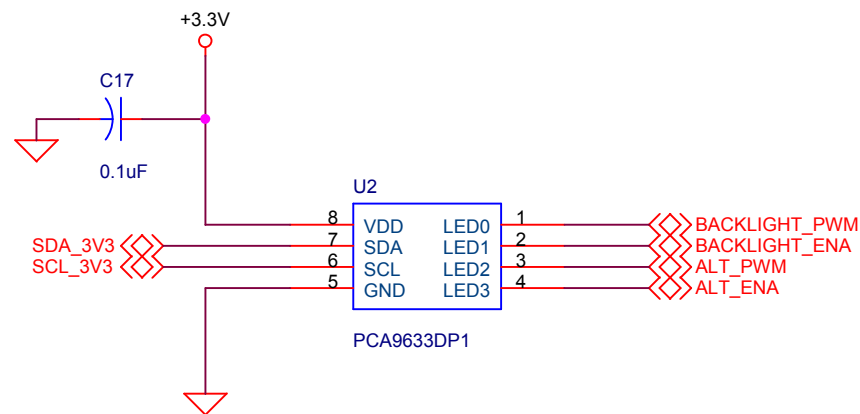 +3.3V
C17
0.1uF
U2
8 VDD LED0 1 BACKLIGHT_PWM
SDA_3V3 7 SDA LED1 2 BACKLIGHT_ENA
SCL_3V3 6 SCL LED2 3 ALT_PWM
5 GND LED3 4 ALT_ENA
PCA9633DP1